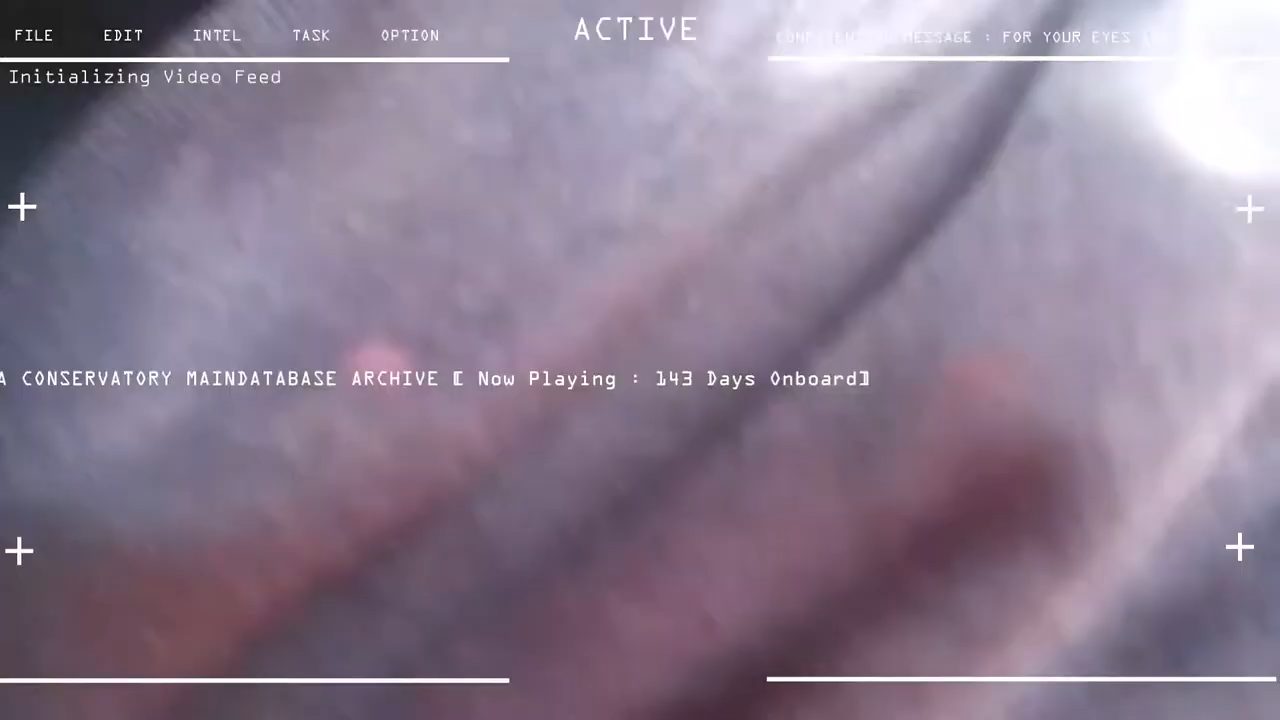 FILE EDIT INTEL TASK OPTION
ACTIVE
MESSAGE : FOR YOUR EYES
Initializing Video Feed
A CONSERVATORY MAINDATABASE ARCHIVE [ Now Playing : 143 Days Onboard]